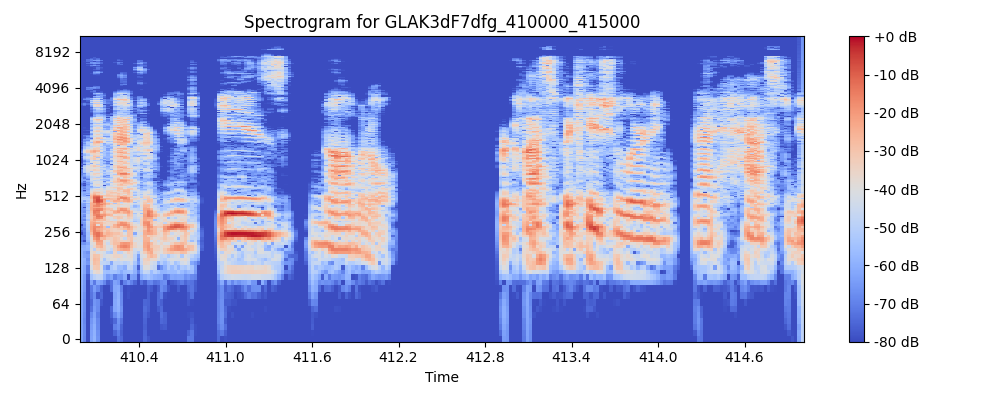 Spectrogram for GLAK3dF7dfg_410000_415000
8192
4096
2048
1024
512
256
128
64
0
Hz
410.4 411.0 411.6 412.2 412.8 413.4 414.0 414.6
Time
+0 dB
-10 dB
-20 dB
-30 dB
-40 dB
-50 dB
-60 dB
-70 dB
-80 dB